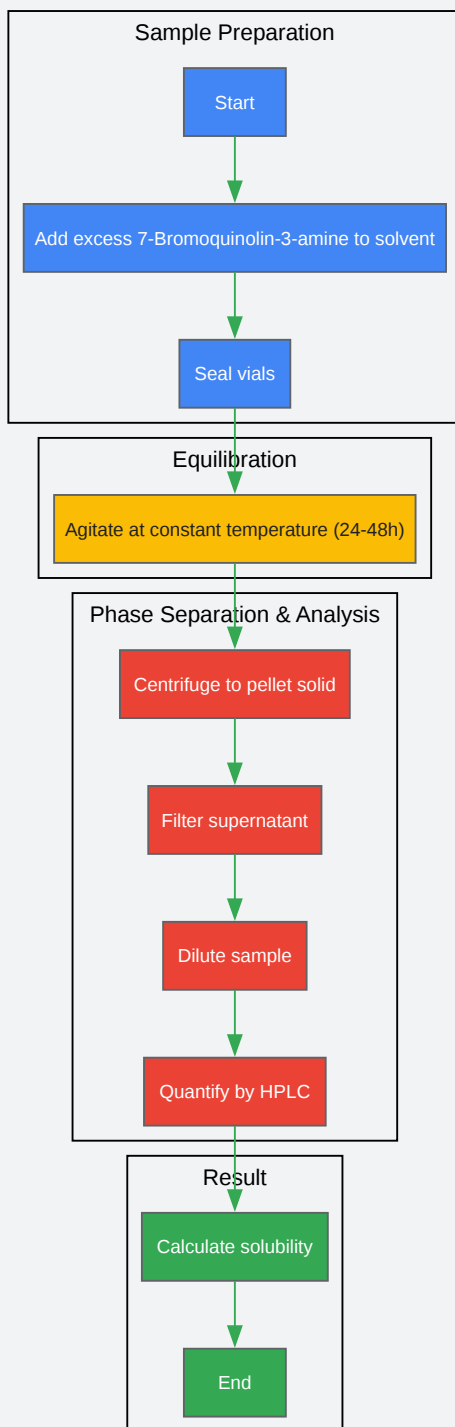 Sample Preparation
Start
Add excess 7-Bromoquinolin-3-amine to solvent
Seal vials
Equilibration
Agitate at constant temperature (24-48h)
Phase Separation & Analysis
Centrifuge to pellet solid
Filter supernatant
Dilute sample
Quantify by HPLC
Result
Calculate solubility
End